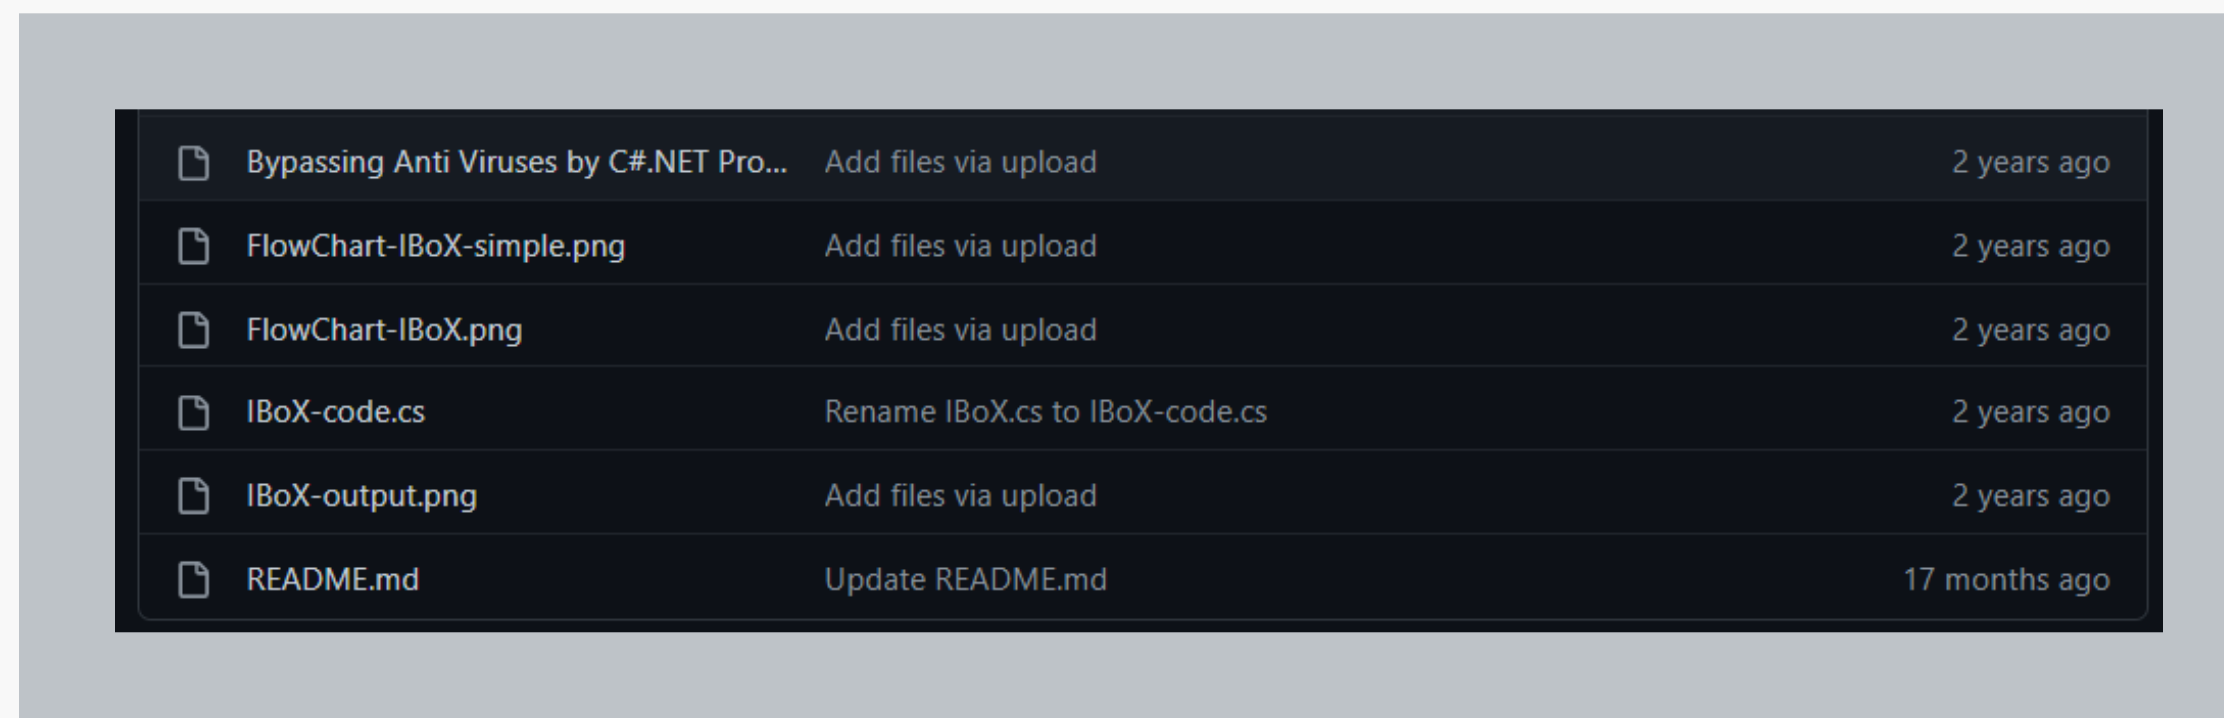 Bypassing Anti Viruses by C#.NET Pro... Add files via upload 2 years ago
FlowChart-IBoX-simple.png Add files via upload 2 years ago
FlowChart-IBoX.png Add files via upload 2 years ago
IBoX-code.cs Rename IBoX.cs to IBoX-code.cs 2 years ago
IBoX-output.png Add files via upload 2 years ago
README.md Update README.md 17 months ago